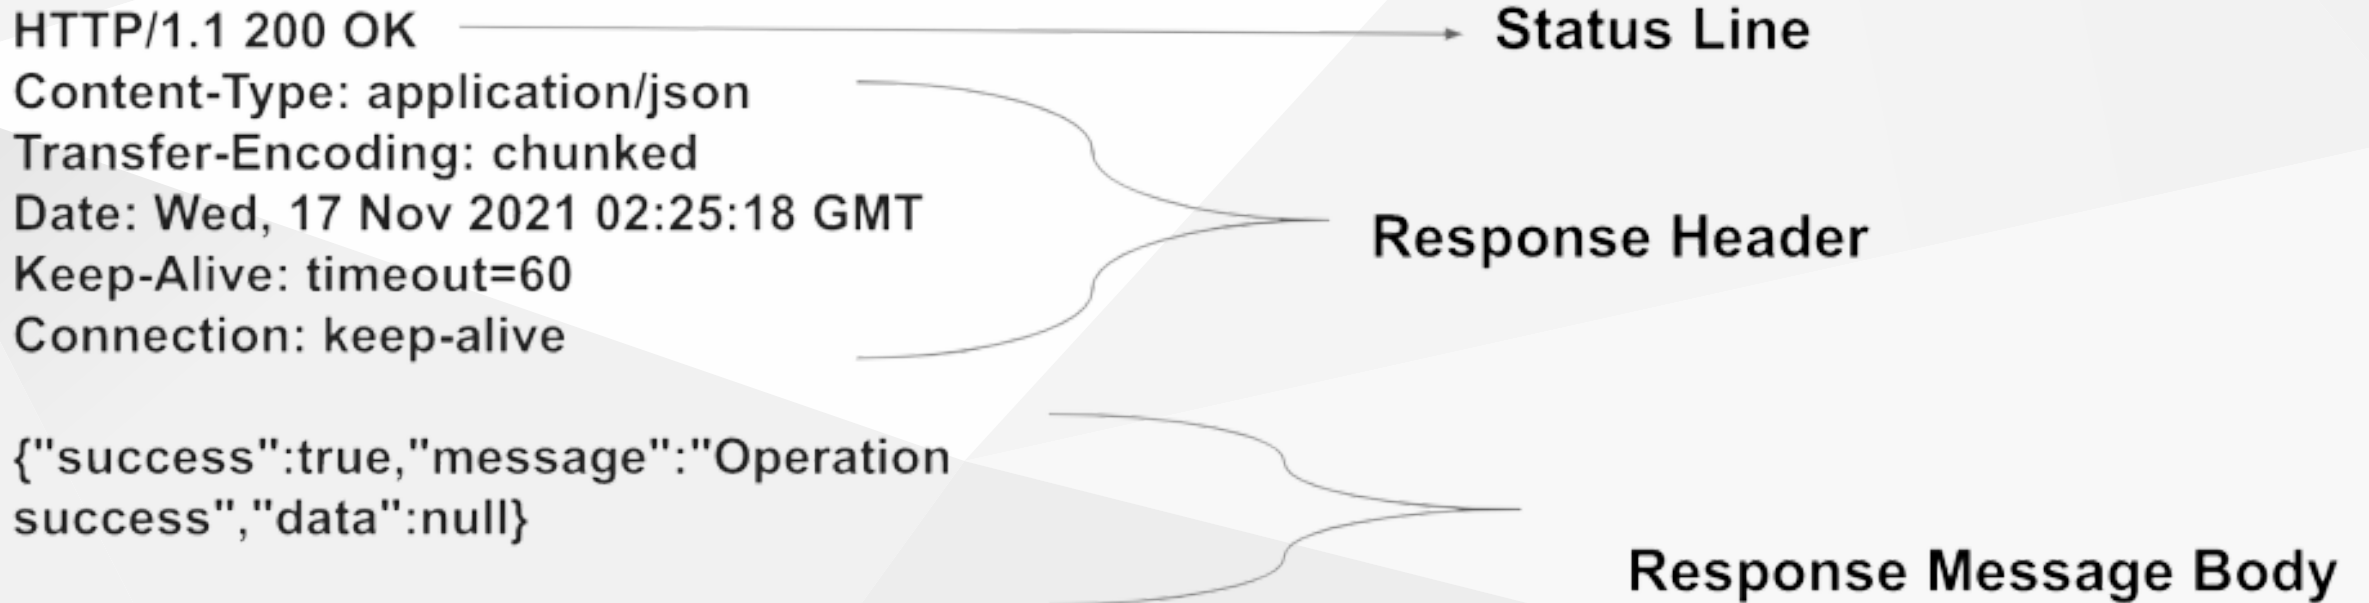 HTTP/1.1 200 OK
Status Line
Content-Type: application/json
Transfer-Encoding: chunked
Date: Wed, 17 Nov 2021 02:25:18 GMT
Keep-Alive: timeout=60
Connection: keep-alive
Response Header
{"success":true,"message":"Operation
success","data":null}
Response Message Body